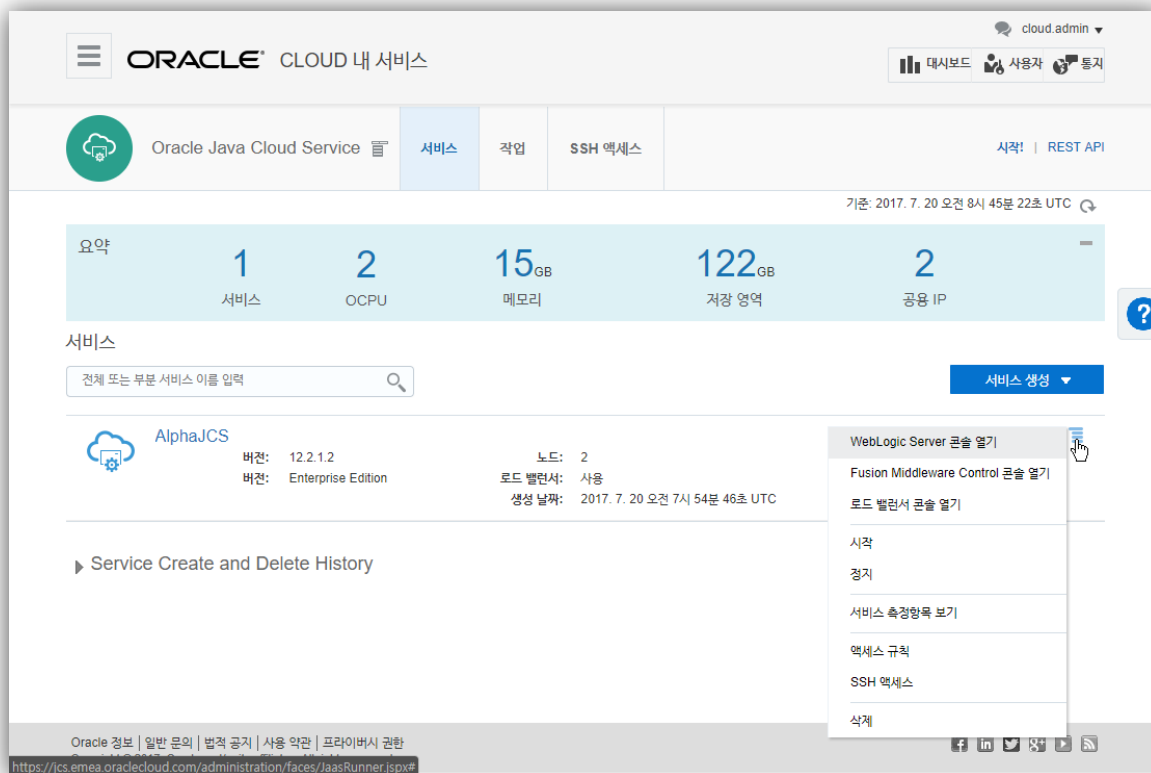 cloud.admin
ORACLE® CLOUD 내 서비스
대시보드 사용자 통지
Oracle Java Cloud Service 서비스 작업 SSH 액세스 시작! | REST API
기준: 2017. 7. 20 오전 8시 45분 22초 UTC
요약
1 2 15GB 122GB 2
서비스 OCPU 메모리 저장 영역 공용 IP
?
서비스
전체 또는 부분 서비스 이름 입력
서비스 생성
AlphaJCS
버전: 12.2.1.2 노드: 2
버전: Enterprise Edition 로드 밸런서: 사용
생성 날짜: 2017. 7. 20 오전 7시 54분 46초 UTC
WebLogic Server 콘솔 열기
Fusion Middleware Control 콘솔 열기
로드 밸런서 콘솔 열기
시작
정지
서비스 측정항목 보기
액세스 규칙
SSH 액세스
삭제
Service Create and Delete History
Oracle 정보 | 일반 문의 | 법적 공지 | 사용 약관 | 프라이버시 권한
https://jcs.emea.oraclecloud.com/administration/faces/JaasRunner.jspx#